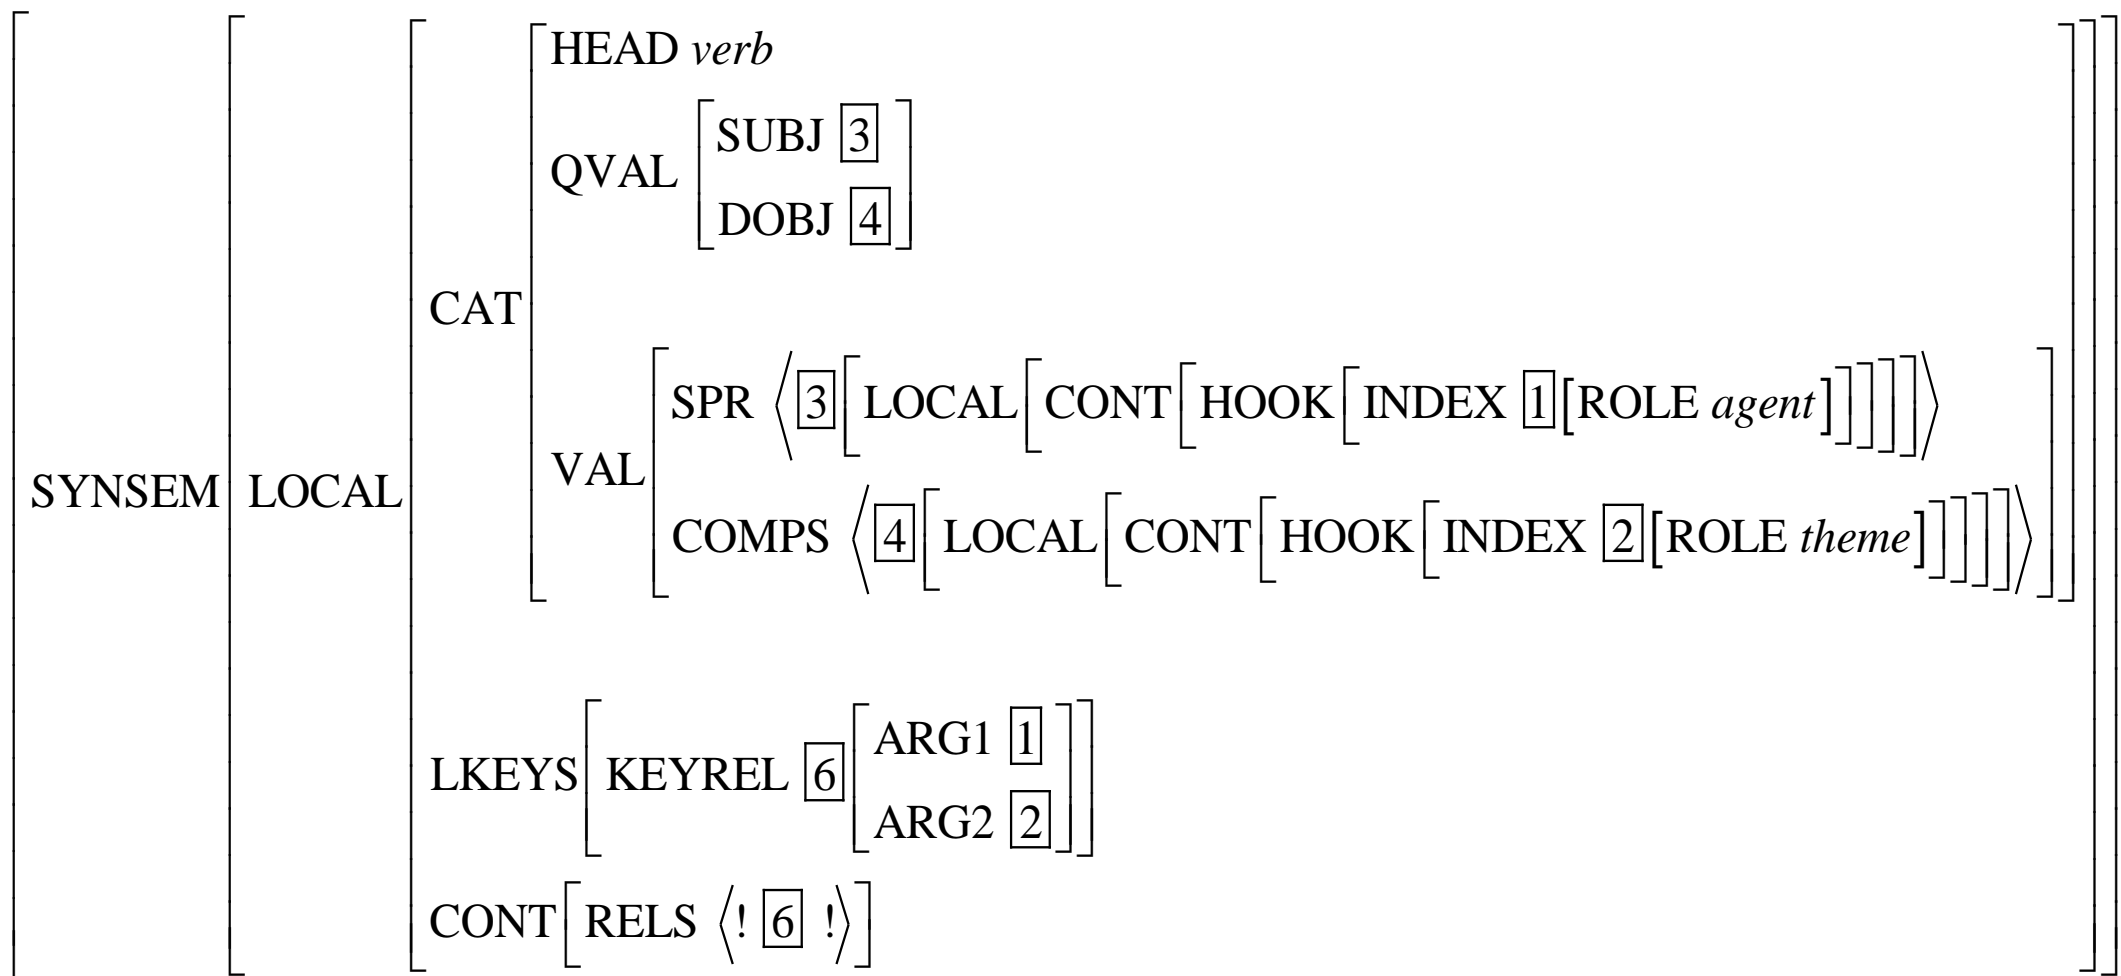 HEAD verb
SUBJ 3
QVAL
DOBJ 4
CAT
SPR ⟨ 3 [ LOCAL [ CONT [ HOOK [ INDEX 1 [ROLE agent] ] ] ] ] ⟩
VAL
SYNSEM [ LOCAL
COMPS ⟨ 4 [ LOCAL [ CONT [ HOOK [ INDEX 2 [ROLE theme] ] ] ] ] ⟩
ARG1 1
LKEYS [ KEYREL 6
ARG2 2
CONT [ RELS ⟨! 6 !⟩ ]